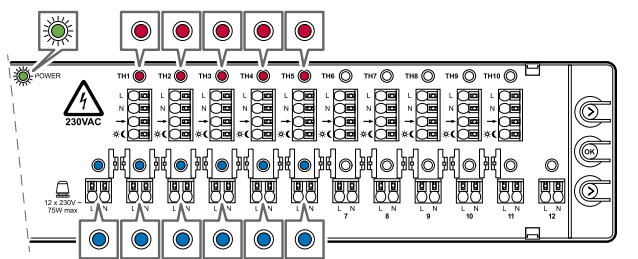 POWER TH1 TH2 TH3 TH4 TH5 TH6 TH7 TH8 TH9 TH10
L L L L L L L L L L
N N N N N N N N N N
230VAC
OK
12 x 230V ~
75W max
L N L N L N L N L N L N L N L N L N L N L N L N
7 8 9 10 11 12